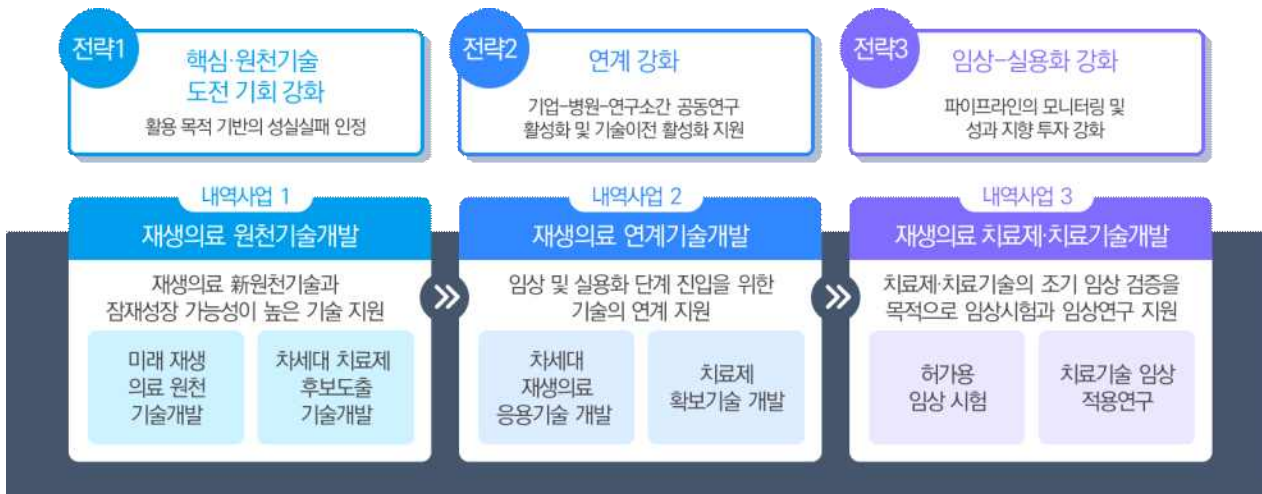 전략1
핵심·원천기술
도전 기회 강화
활용 목적 기반의 성실실패 인정
전략2
연계 강화
기업-병원-연구소간 공동연구
활성화 및 기술이전 활성화 지원
전략3
임상-실용화 강화
파이프라인의 모니터링 및
성과 지향 투자 강화
내역사업 1
재생의료 원천기술개발
재생의료 新원천기술과
잠재성장 가능성이 높은 기술 지원
미래 재생
의료 원천
기술개발
차세대 치료제
후보도출
기술개발
내역사업 2
재생의료 연계기술개발
임상 및 실용화 단계 진입을 위한
기술의 연계 지원
차세대
재생의료
응용기술 개발
치료제
확보기술 개발
내역사업 3
재생의료 치료제·치료기술개발
치료제·치료기술의 조기 임상 검증을
목적으로 임상시험과 임상연구 지원
허가용
임상 시험
치료기술 임상
적용연구